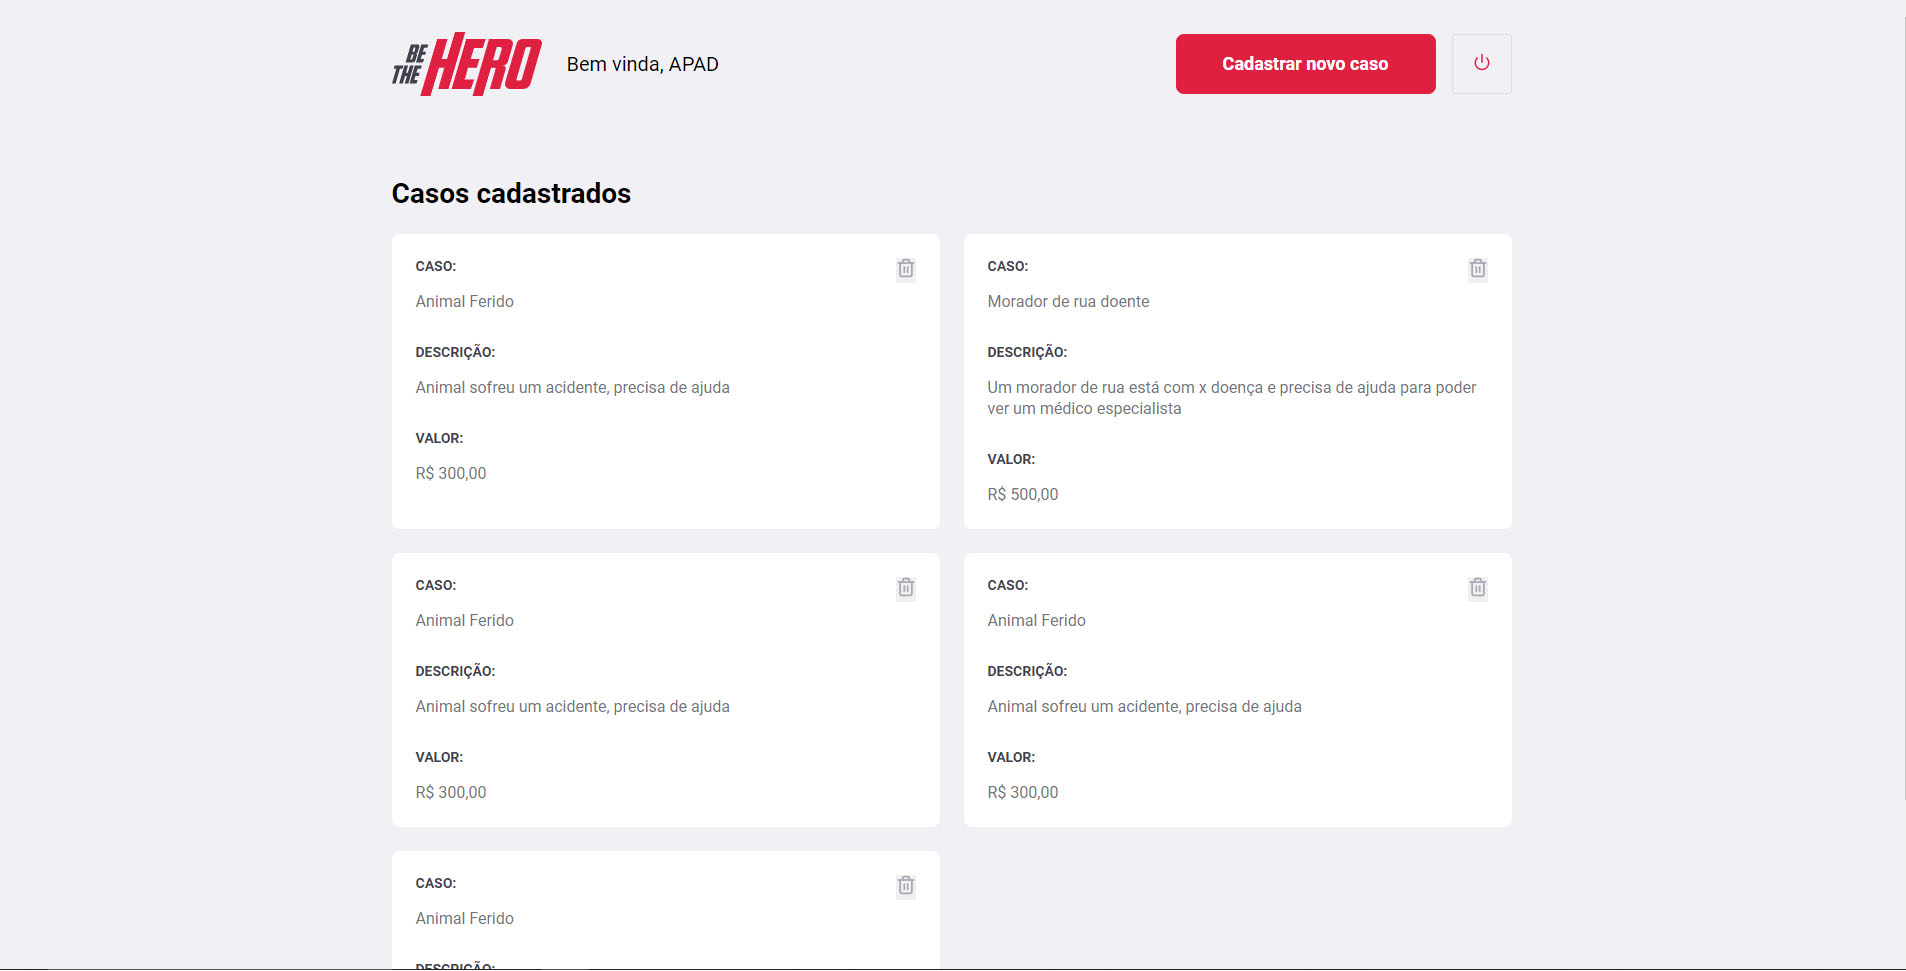 BE THE HERO
Bem vinda, APAD
Cadastrar novo caso
Casos cadastrados
CASO:
Animal Ferido
DESCRIÇÃO:
Animal sofreu um acidente, precisa de ajuda
VALOR:
R$ 300,00
CASO:
Morador de rua doente
DESCRIÇÃO:
Um morador de rua está com x doença e precisa de ajuda para poder
ver um médico especialista
VALOR:
R$ 500,00
CASO:
Animal Ferido
DESCRIÇÃO:
Animal sofreu um acidente, precisa de ajuda
VALOR:
R$ 300,00
CASO:
Animal Ferido
DESCRIÇÃO:
Animal sofreu um acidente, precisa de ajuda
VALOR:
R$ 300,00
CASO:
Animal Ferido
DESCRIÇÃO: